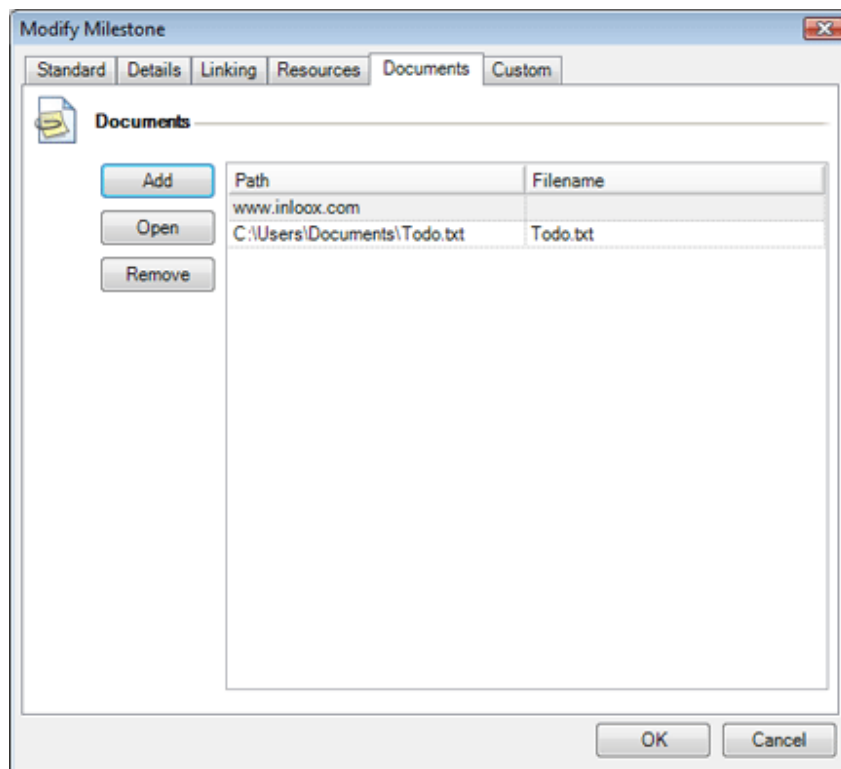 Modify Milestone
Standard Details Linking Resources Documents Custom
Documents
Add
Open
Remove
Path Filename
www.inloox.com
C:\Users\Documents\Todo.txt Todo.txt
OK Cancel